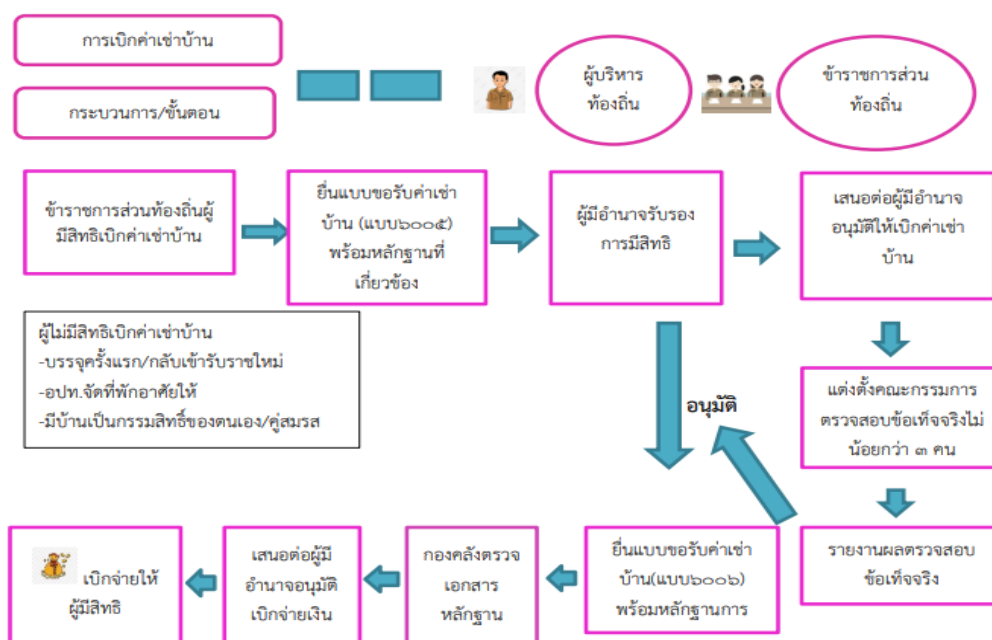 การเบิกค่าเช่าบ้าน
กระบวนการ/ขั้นตอน
ผู้บริหาร
ท้องถิ่น
ข้าราชการส่วน
ท้องถิ่น
ข้าราชการส่วนท้องถิ่นผู้
มีสิทธิเบิกค่าเช่าบ้าน
ยื่นแบบขอรับค่าเช่า
บ้าน (แบบ๖๐๐๕)
พร้อมหลักฐานที่
เกี่ยวข้อง
ผู้มีอำนาจรับรอง
การมีสิทธิ
เสนอต่อผู้มีอำนาจ
อนุมัติให้เบิกค่าเช่า
บ้าน
ผู้ไม่มีสิทธิเบิกค่าเช่าบ้าน
-บรรจุครั้งแรก/กลับเข้ารับราชใหม่
-อปท.จัดที่พักอาศัยให้
-มีบ้านเป็นกรรมสิทธิ์ของตนเอง/คู่สมรส
อนุมัติ
แต่งตั้งคณะกรรมการ
ตรวจสอบข้อเท็จจริงไม่
น้อยกว่า ๓ คน
รายงานผลตรวจสอบ
ข้อเท็จจริง
ยื่นแบบขอรับค่าเช่า
บ้าน(แบบ๖๐๐๖)
พร้อมหลักฐานการ
กองคลังตรวจ
เอกสาร
หลักฐาน
เสนอต่อผู้มี
อำนาจอนุมัติ
เบิกจ่ายเงิน
เบิกจ่ายให้
ผู้มีสิทธิ